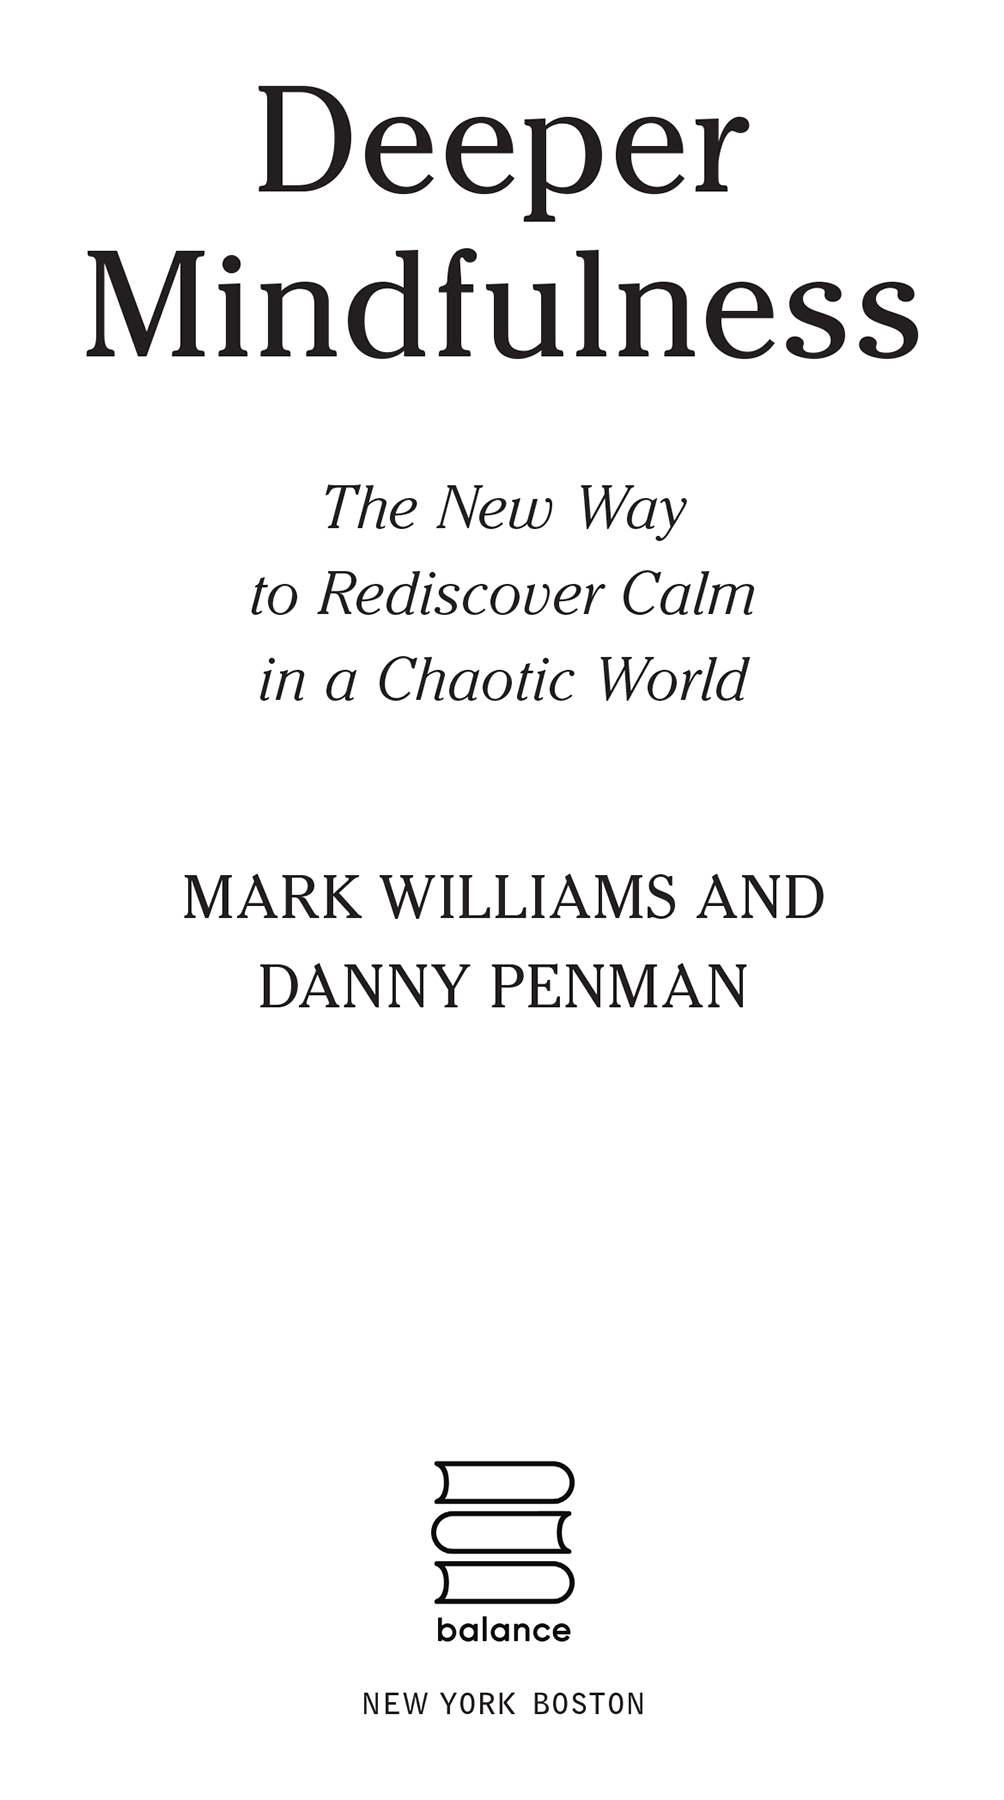 Deeper
Mindfulness
The New Way
to Rediscover Calm
in a Chaotic World
MARK WILLIAMS AND
DANNY PENMAN
balance
NEW YORK BOSTON